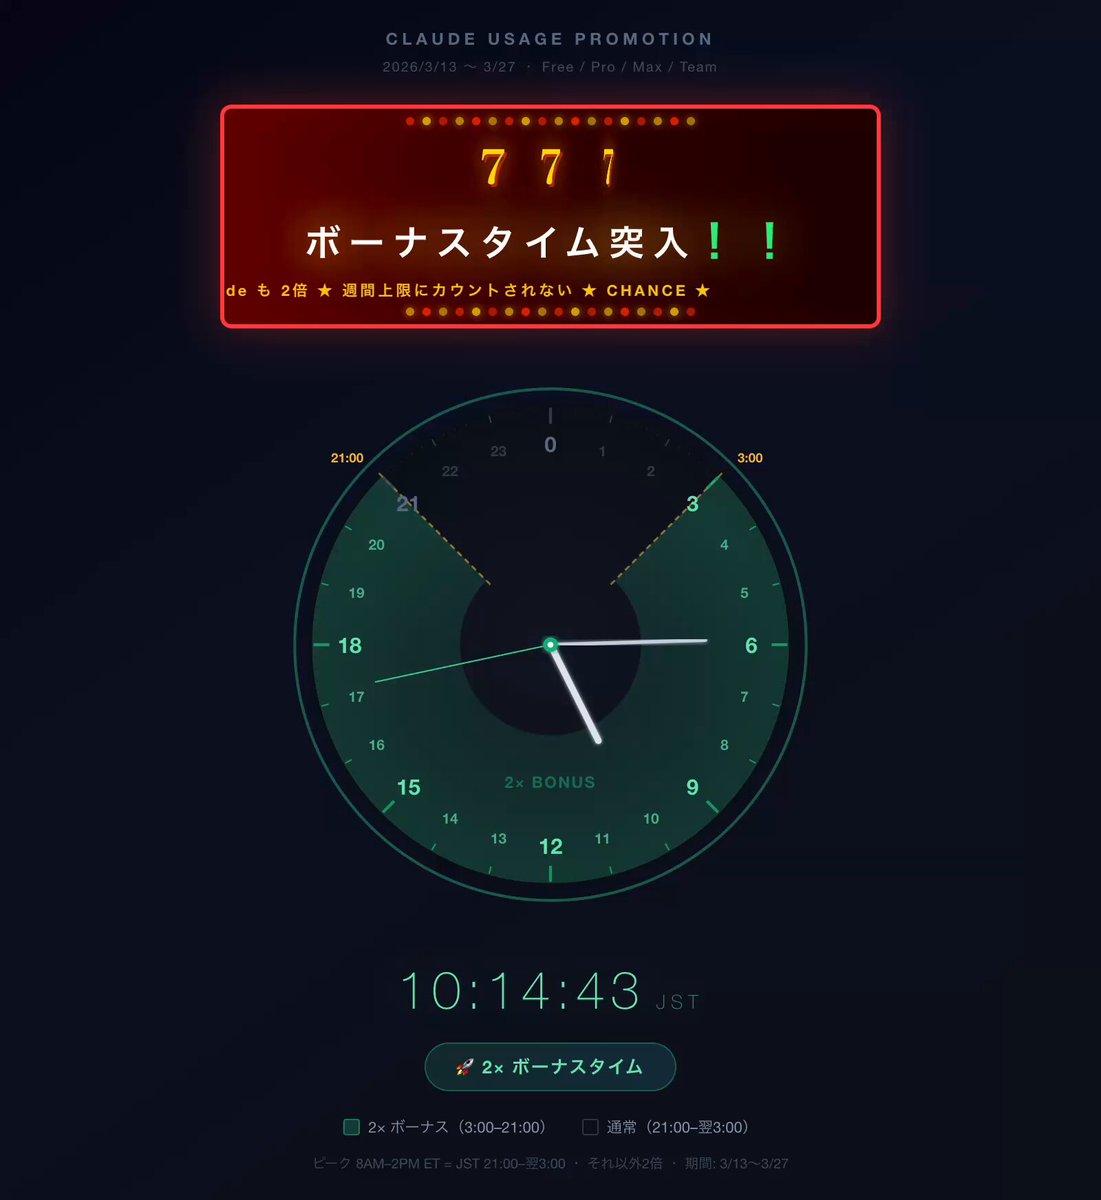 CLAUDE USAGE PROMOTION
2026/3/13 〜 3/27 · Free / Pro / Max / Team
7 7 7
ボーナスタイム突入！！
de も 2倍 ★ 週間上限にカウントされない ★ CHANCE ★
0
23
1
22
2
21:00
3:00
21
3
20
4
19
5
18
6
17
7
16
8
2× BONUS
15
9
14
10
13
11
12
10:14:43 JST
🚀 2× ボーナスタイム
2× ボーナス（3:00–21:00）
通常（21:00–翌3:00）
ピーク 8AM–2PM ET = JST 21:00–翌3:00 · それ以外2倍 · 期間: 3/13〜3/27